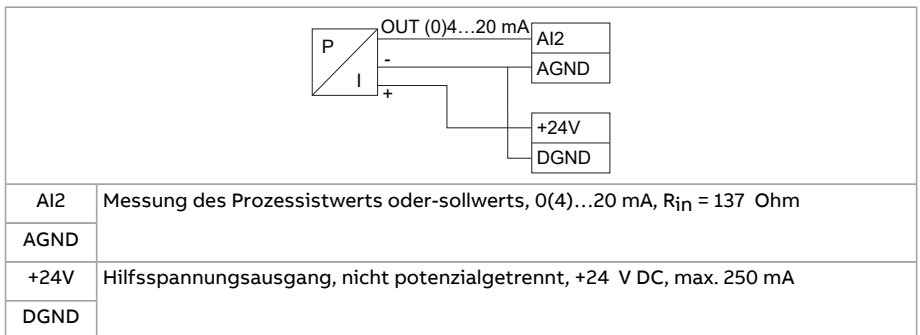 OUT (0)4…20 mA
P
I
-
+
AI2
AGND
+24V
DGND
AI2 Messung des Prozessistwerts oder-sollwerts, 0(4)…20 mA, Rin = 137 Ohm
AGND
+24V Hilfsspannungsausgang, nicht potenzialgetrennt, +24 V DC, max. 250 mA
DGND